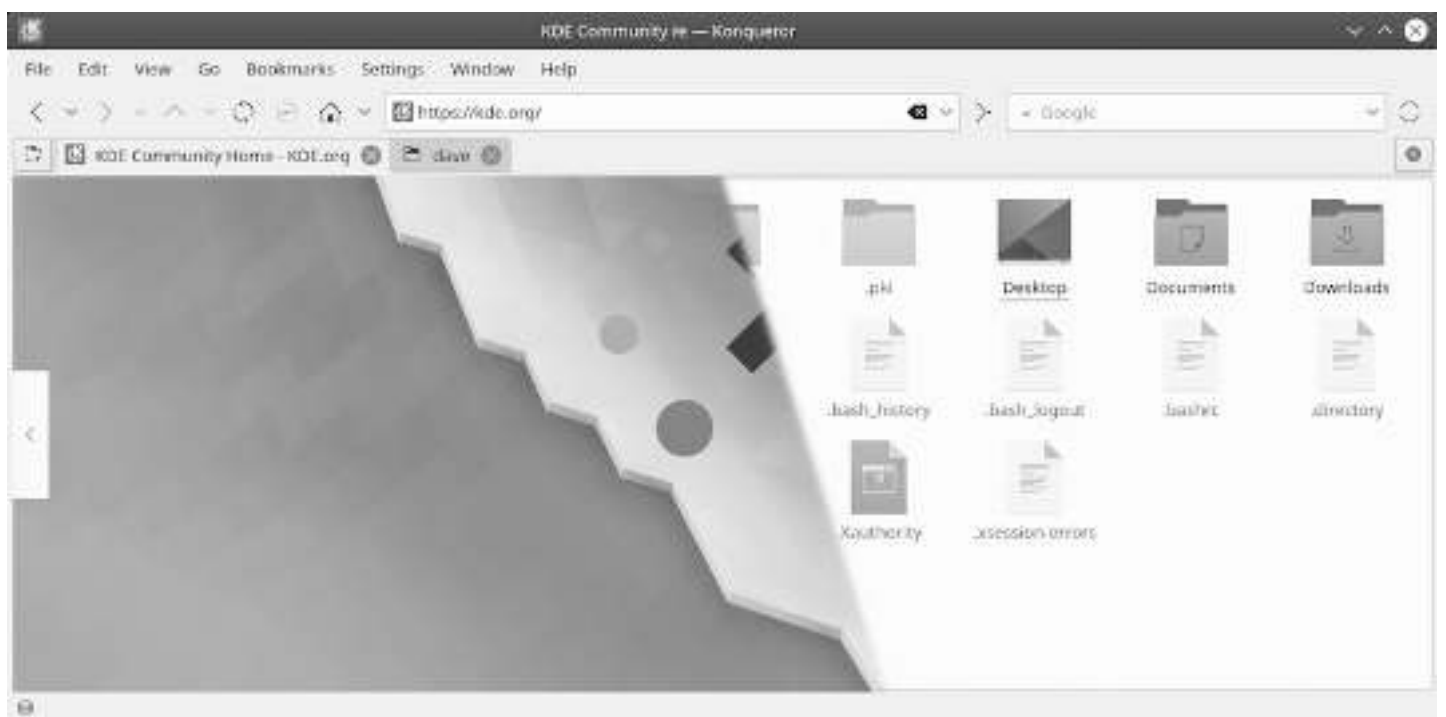 KDE Community re — Konqueror
File Edit View Go Bookmarks Settings Window Help
https://kde.org/ Google
KDE Community Home - KDE.org dave
.pki Desktop Documents Downloads
.bash_history .bash_logout .bashrc .directory
.Xauthority .xsession-errors